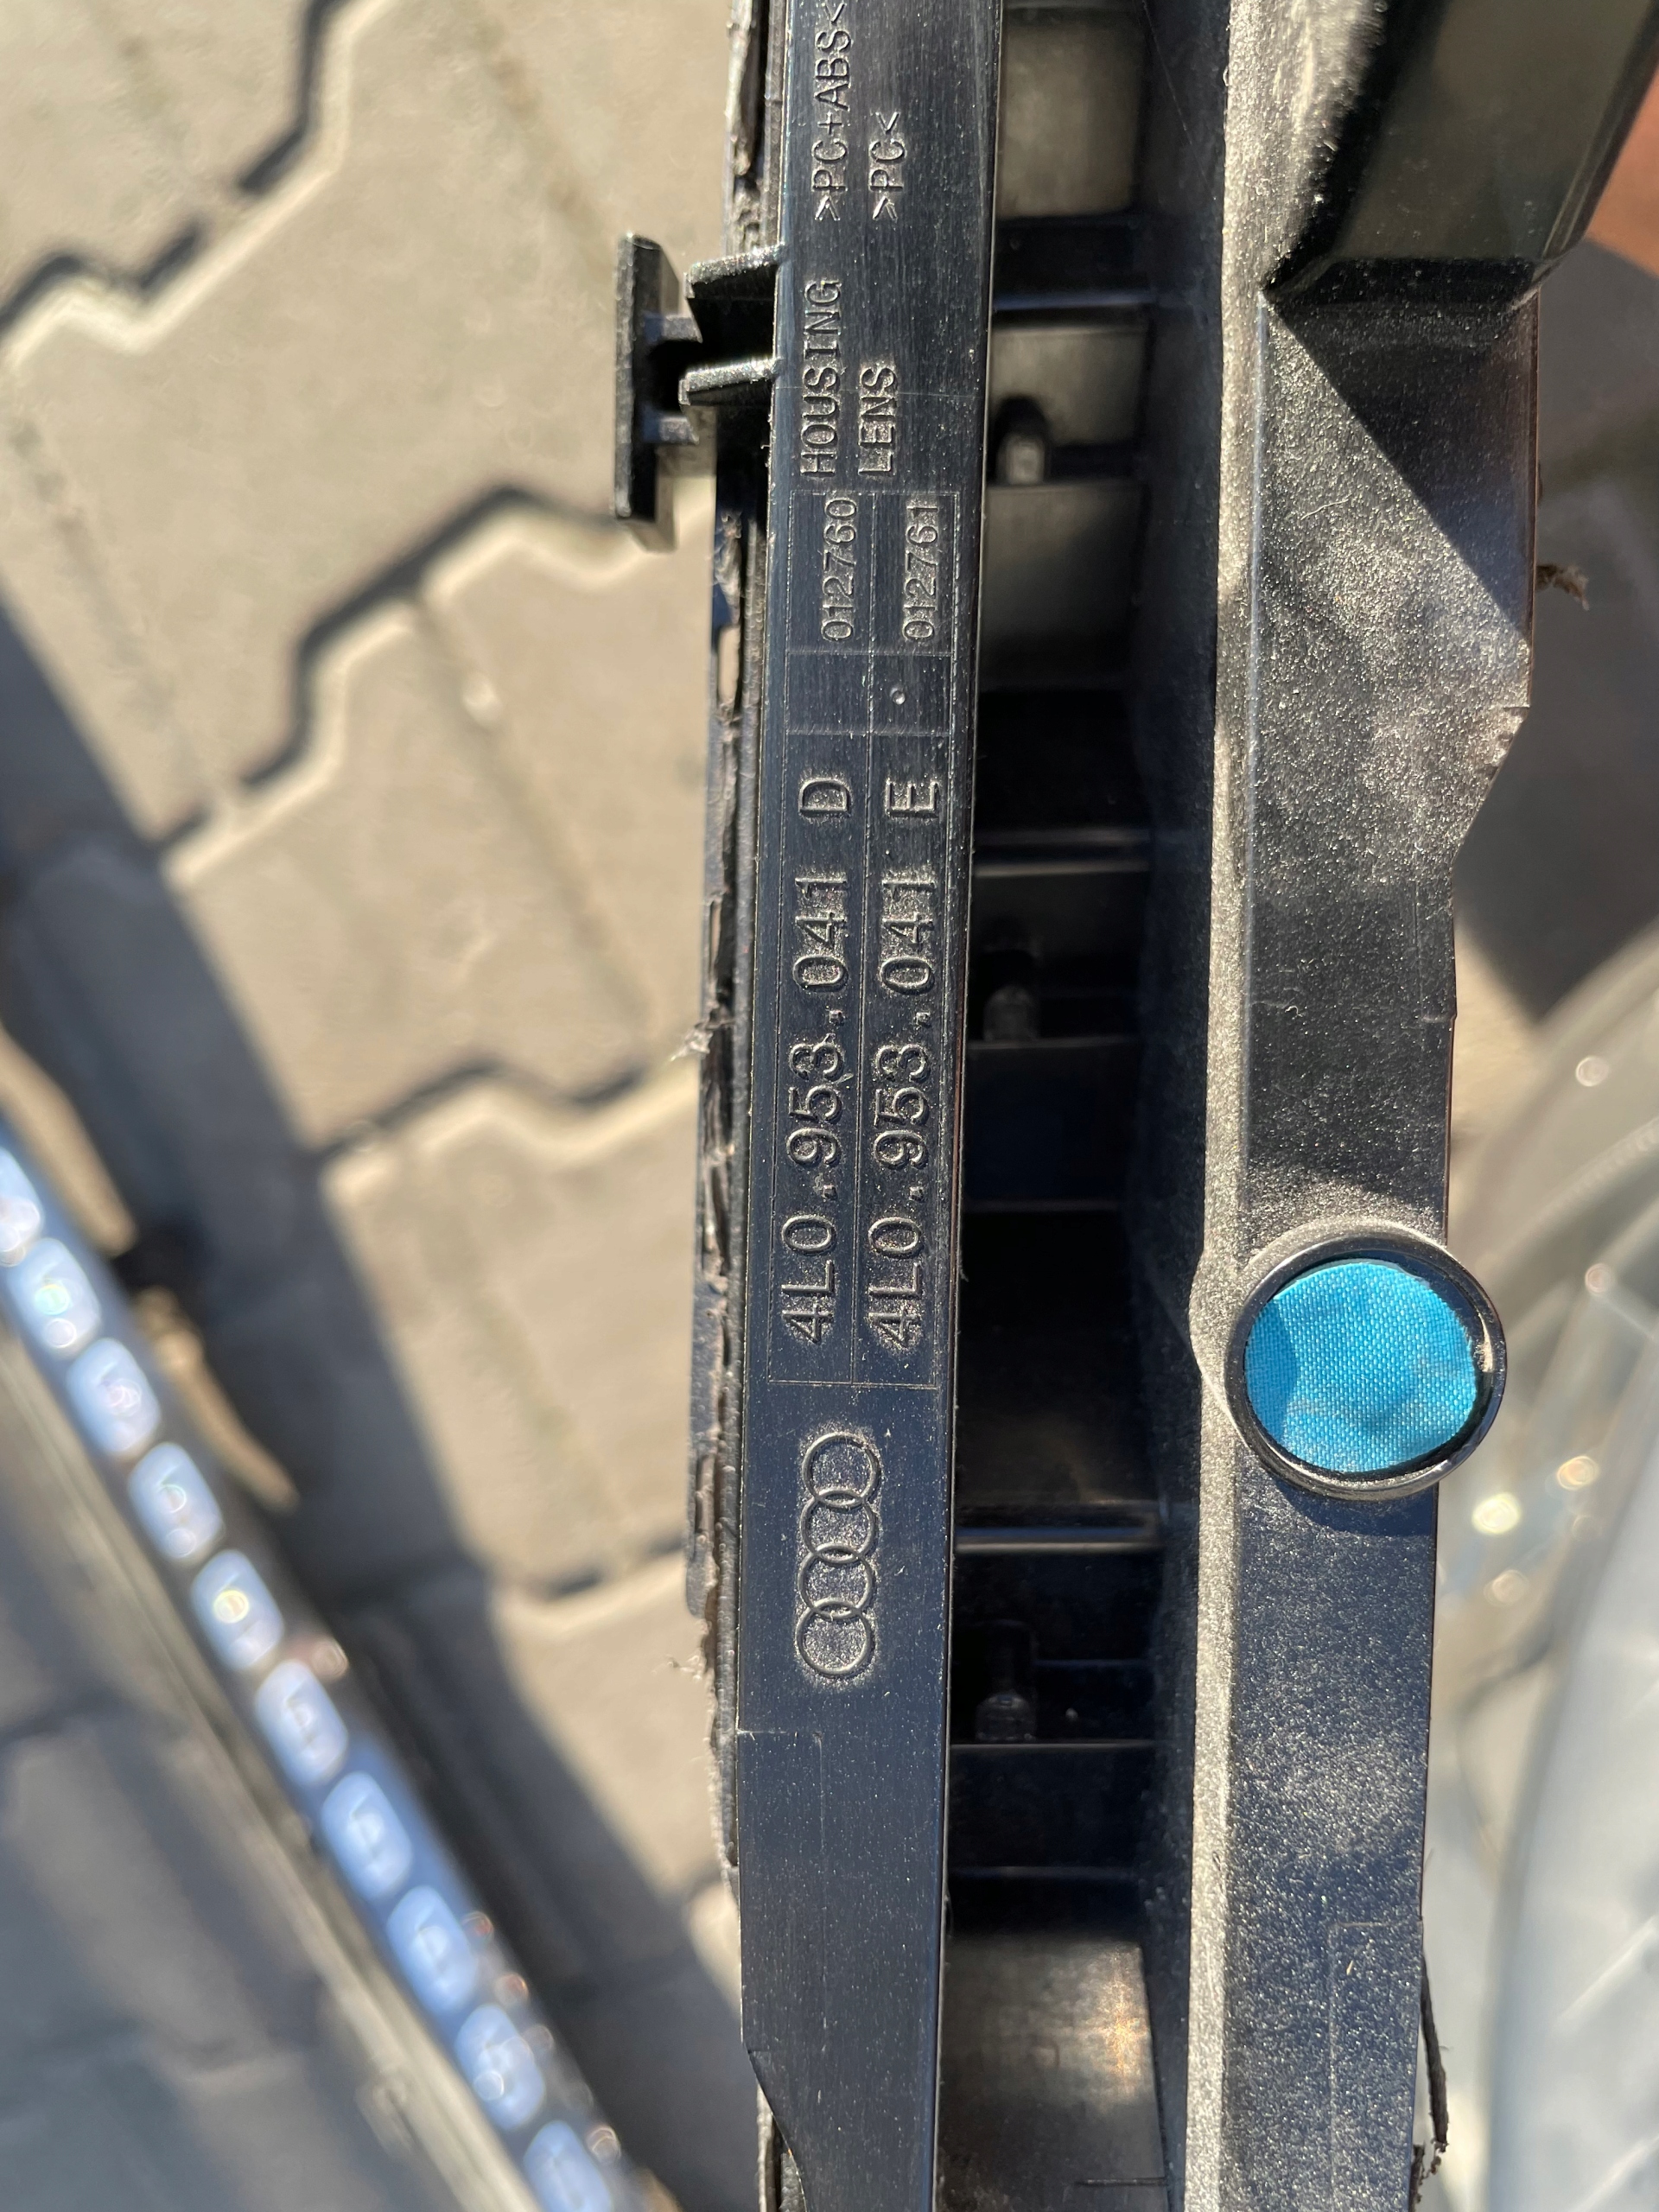 4L0.953.041 D 012760 HOUSING >PC+ABS<
4L0.953.041 E 012761 LENS >PC<